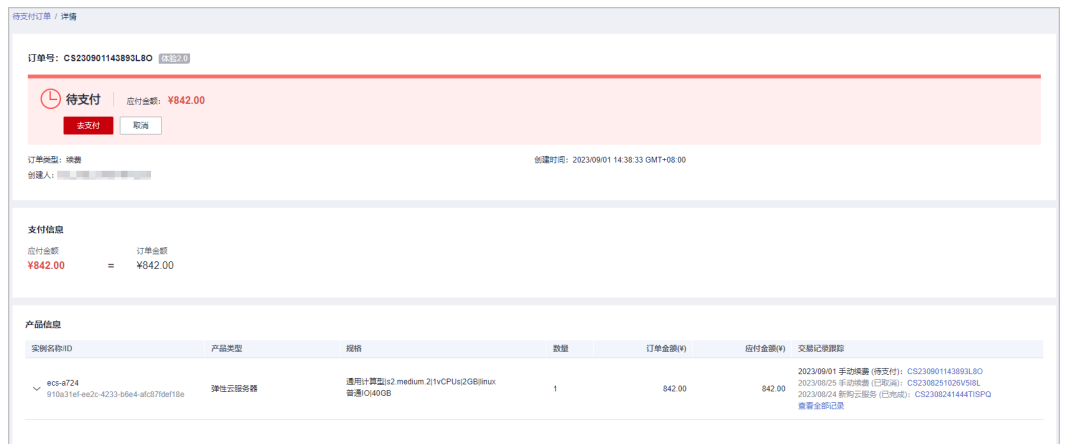 待支付订单 / 详情
订单号：CS230901143893L8O 体验2.0
待支付 应付金额：¥842.00
去支付 取消
订单类型：续费 创建时间：2023/09/01 14:38:33 GMT+08:00
创建人：
支付信息
应付金额 订单金额
¥842.00 = ¥842.00
产品信息
实例名称/ID 产品类型 规格 数量 订单金额(¥) 应付金额(¥) 交易记录跟踪
ecs-a724
910a31ef-ee2c-4233-b6e4-afc87fdef18e
弹性云服务器
通用计算型|s2.medium.2|1vCPUs|2GB|linux
普通IO|40GB
1 842.00 842.00
2023/09/01 手动续费 (待支付)：CS230901143893L8O
2023/08/25 手动续费 (已取消)：CS23082510​26V5I8L
2023/08/24 新购云服务 (已完成)：CS2308241444TISPQ
查看全部记录